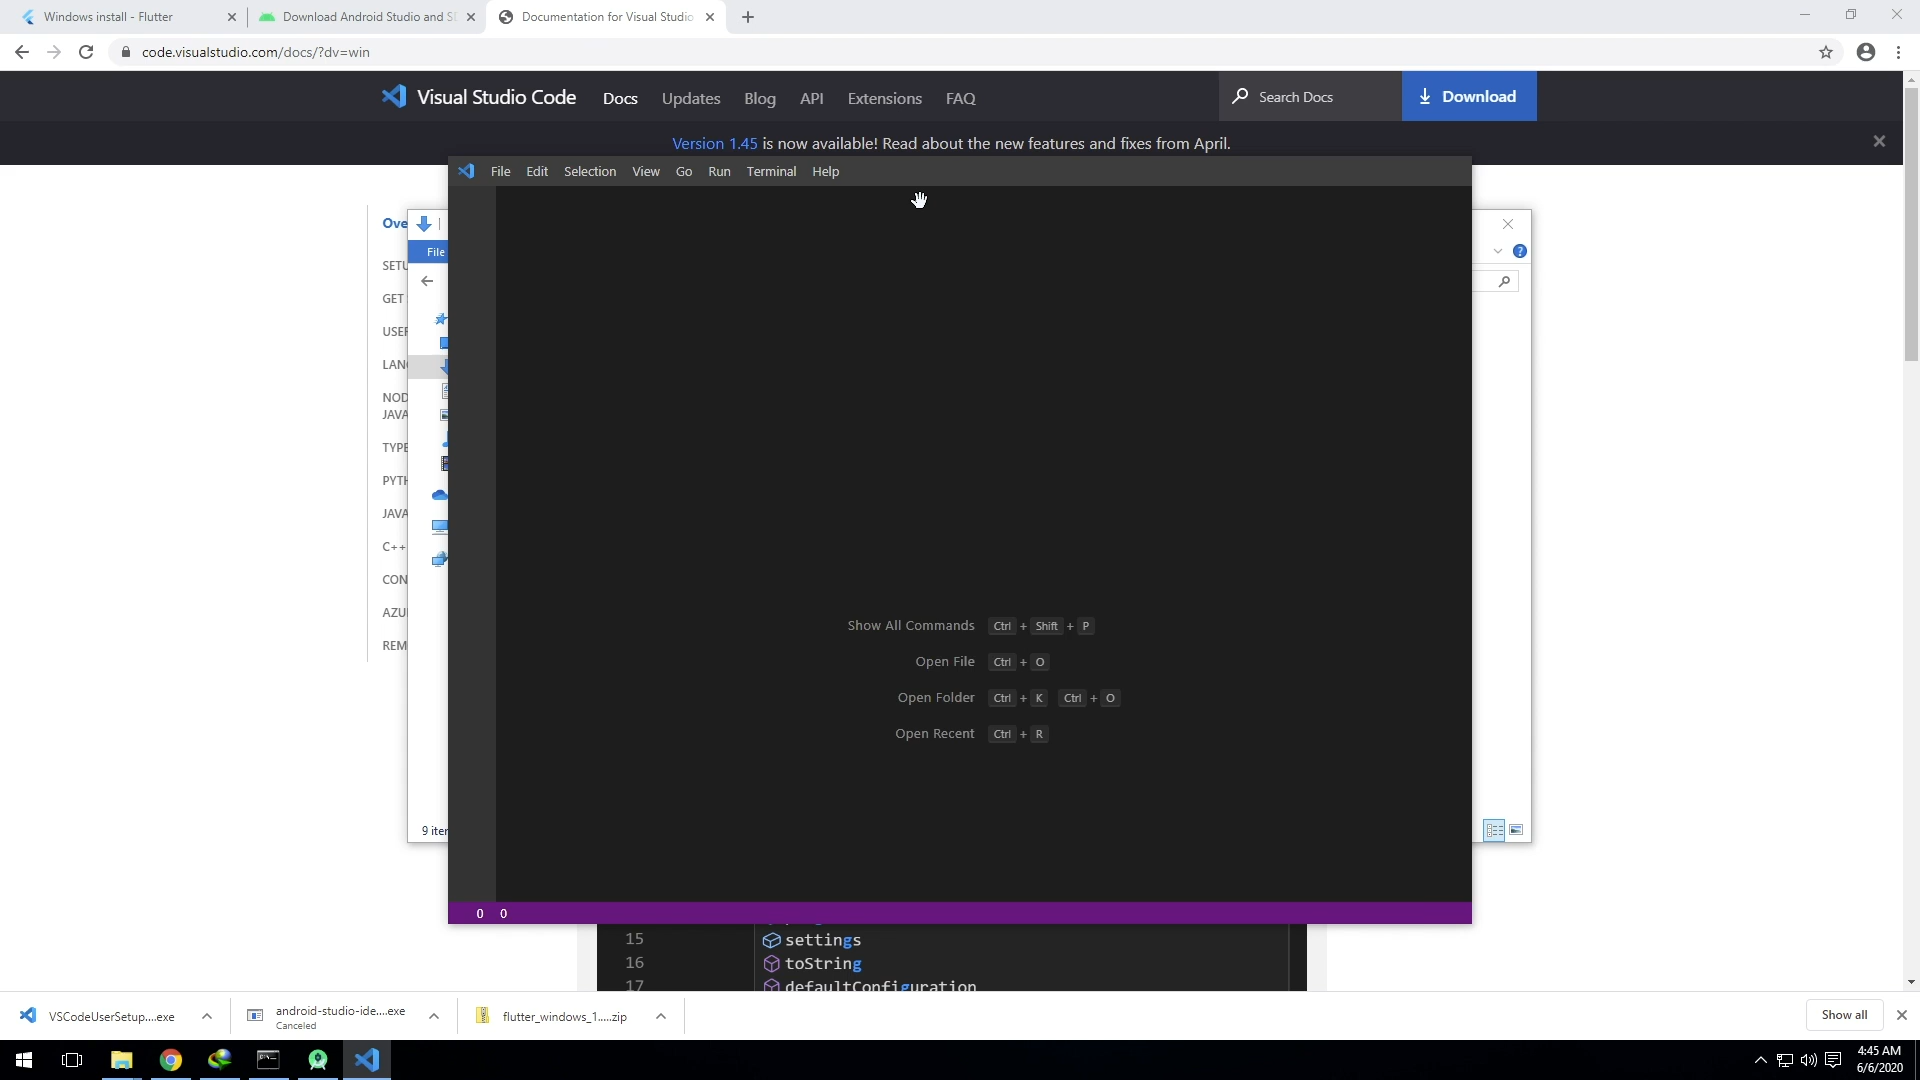 Windows install - Flutter
Download Android Studio and S
Documentation for Visual Studio
code.visualstudio.com/docs/?dv=win
Visual Studio Code
Docs
Updates
Blog
API
Extensions
FAQ
Search Docs
Download
Version 1.45 is now available! Read about the new features and fixes from April.
File
Edit
Selection
View
Go
Run
Terminal
Help
Ove
File
SETU
GET
USER
LANG
NOD
JAVA
TYPE
PYTH
JAVA
C++
CON
AZU
REM
Show All Commands Ctrl + Shift + P
Open File Ctrl + O
Open Folder Ctrl + K Ctrl + O
Open Recent Ctrl + R
9 iter
0 0
15 settings
16 toString
17 defaultConfiguration
VSCodeUserSetup....exe
android-studio-ide....exe
Canceled
flutter_windows_1.....zip
Show all
4:45 AM
6/6/2020